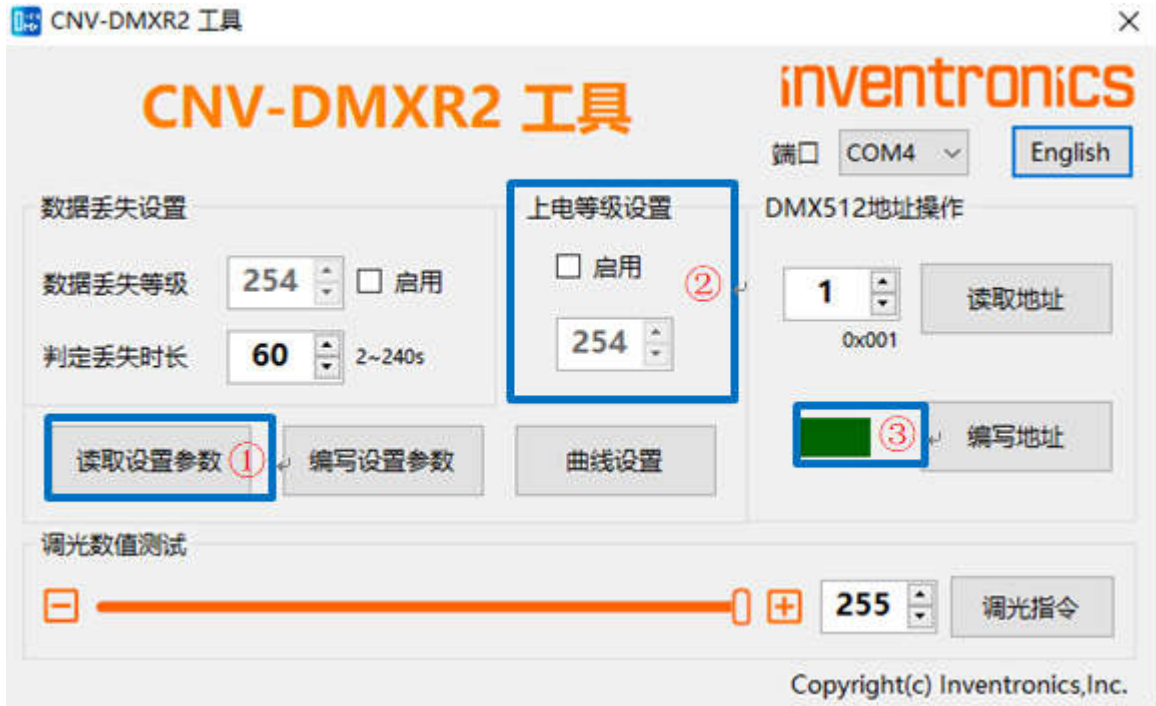 CNV-DMXR2 工具
CNV-DMXR2 工具
inventronics
端口 COM4 English
数据丢失设置
数据丢失等级 254 启用
判定丢失时长 60 2~240s
上电等级设置
启用
②
254
DMX512地址操作
1 读取地址
0x001
③ 编写地址
读取设置参数 ① 编写设置参数 曲线设置
调光数值测试
255 调光指令
Copyright(c) Inventronics,Inc.